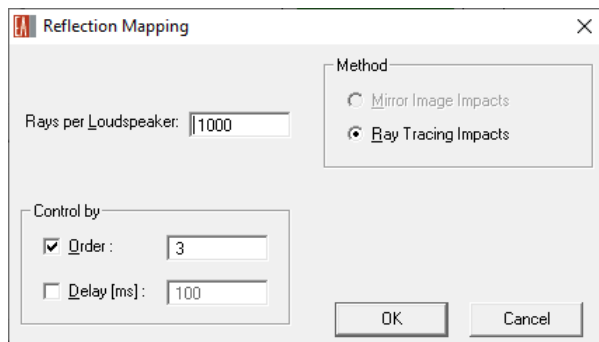 EA Reflection Mapping
Method
Mirror Image Impacts
Rays per Loudspeaker: 1000
Ray Tracing Impacts
Control by
Order : 3
Delay [ms] : 100
OK Cancel